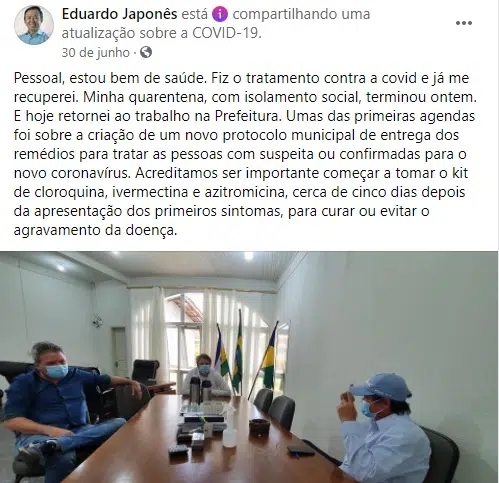 Eduardo Japonês está compartilhando uma
atualização sobre a COVID-19.
30 de junho ·
Pessoal, estou bem de saúde. Fiz o tratamento contra a covid e já me
recuperei. Minha quarentena, com isolamento social, terminou ontem.
E hoje retornei ao trabalho na Prefeitura. Umas das primeiras agendas
foi sobre a criação de um novo protocolo municipal de entrega dos
remédios para tratar as pessoas com suspeita ou confirmadas para o
novo coronavírus. Acreditamos ser importante começar a tomar o kit
de cloroquina, ivermectina e azitromicina, cerca de cinco dias depois
da apresentação dos primeiros sintomas, para curar ou evitar o
agravamento da doença.